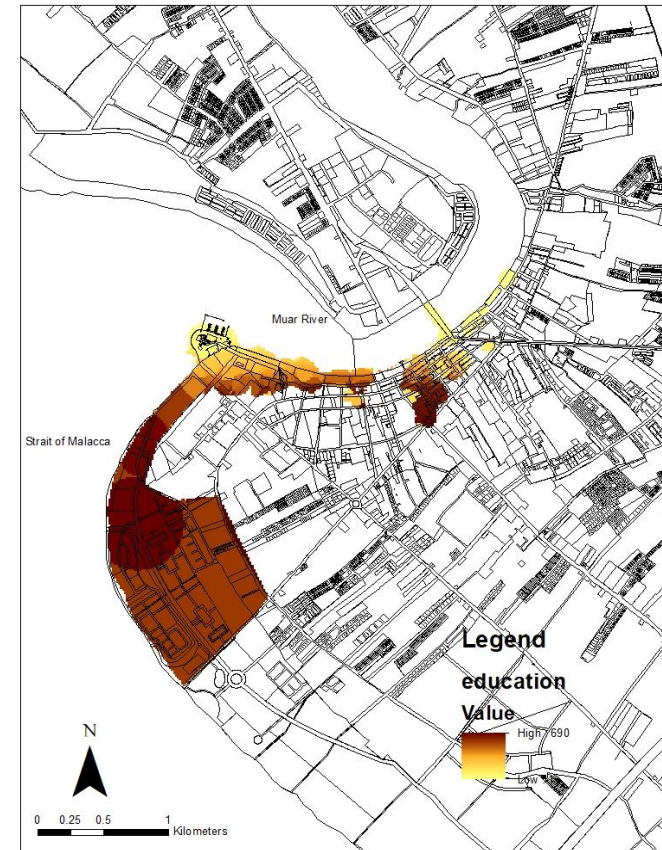 Muar River
Strait of Malacca
Legend
education
Value
High 690
Low
N
0 0.25 0.5 1
Kilometers